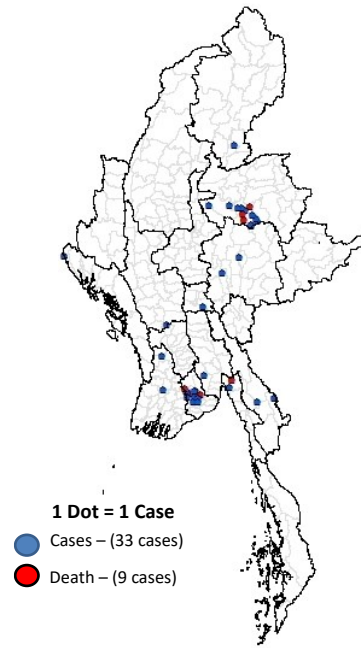 1 Dot = 1 Case
Cases – (33 cases)
Death – (9 cases)